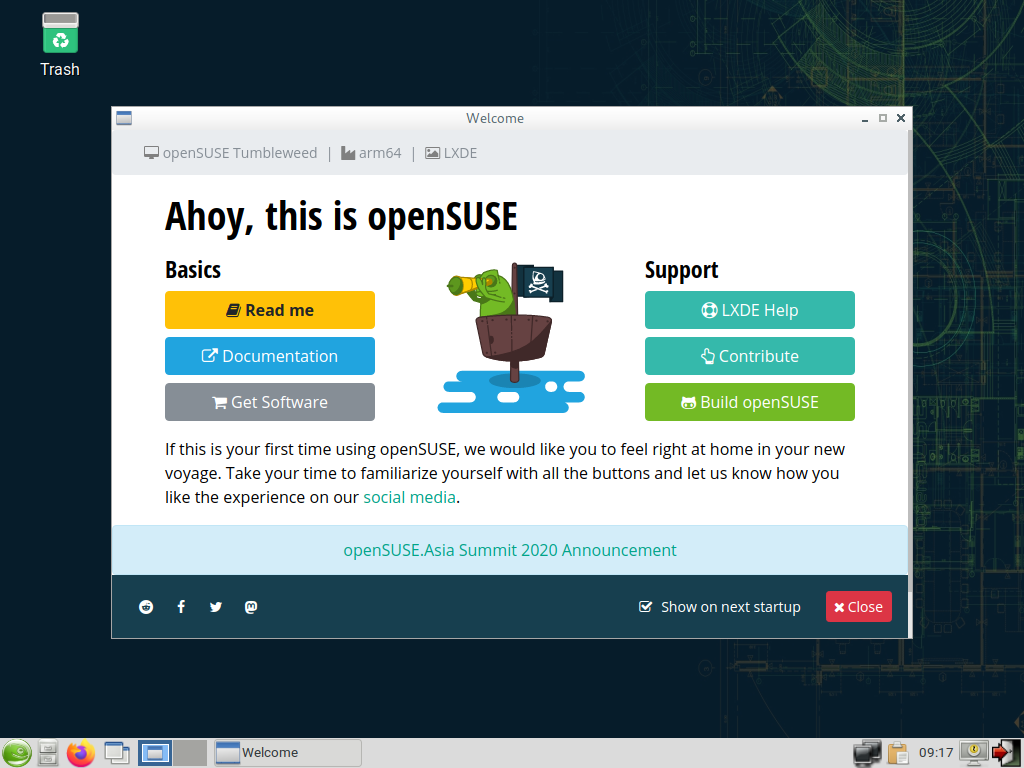 Trash
Welcome
openSUSE Tumbleweed | arm64 | LXDE
Ahoy, this is openSUSE
Basics
Read me
Documentation
Get Software
Support
LXDE Help
Contribute
Build openSUSE
If this is your first time using openSUSE, we would like you to feel right at home in your new
voyage. Take your time to familiarize yourself with all the buttons and let us know how you
like the experience on our social media.
openSUSE.Asia Summit 2020 Announcement
Show on next startup
Close
Welcome
09:17